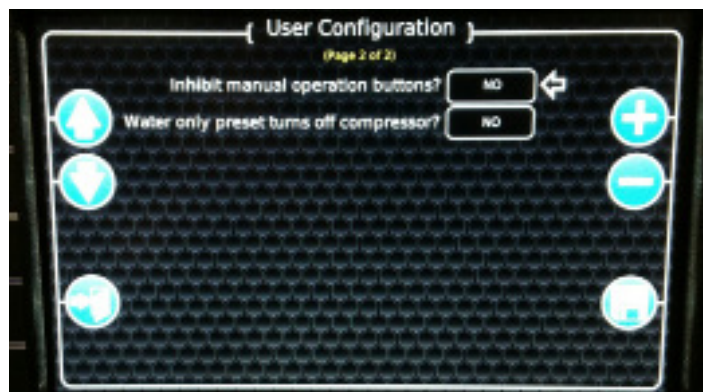 User Configuration
(Page 2 of 2)
Inhibit manual operation buttons? NO
Water only preset turns off compressor? NO